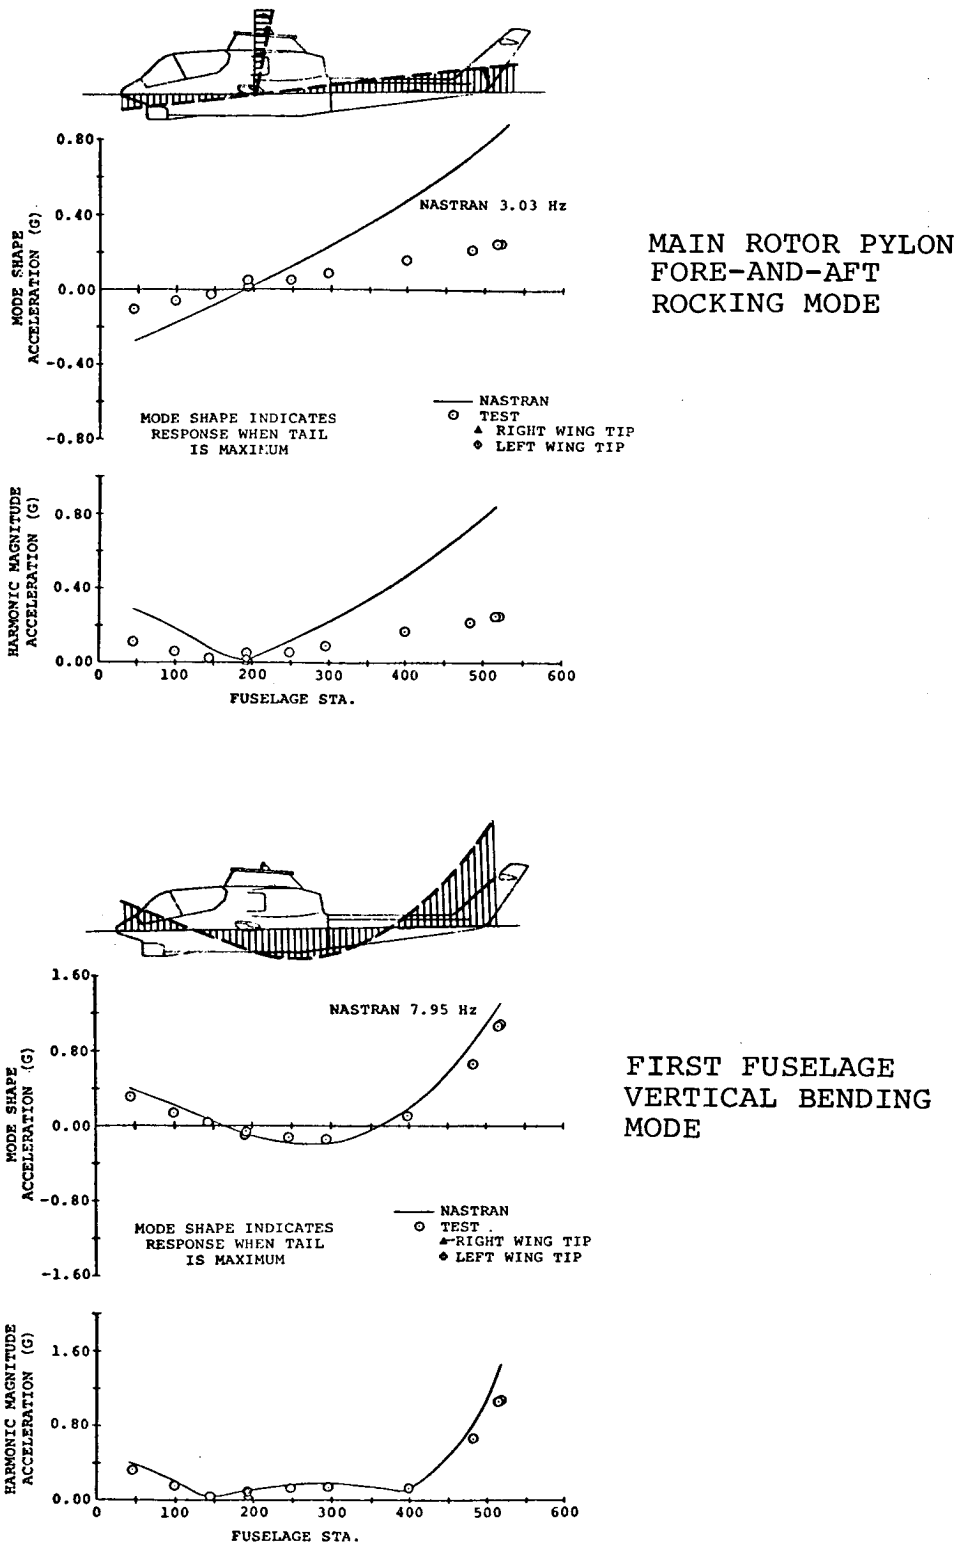 0.80
0.40
0.00
-0.40
-0.80
MODE SHAPE
ACCELERATION (G)
NASTRAN 3.03 Hz
MAIN ROTOR PYLON
FORE-AND-AFT
ROCKING MODE
MODE SHAPE INDICATES
RESPONSE WHEN TAIL
IS MAXIMUM
NASTRAN
TEST
RIGHT WING TIP
LEFT WING TIP
HARMONIC MAGNITUDE
ACCELERATION (G)
0.80
0.40
0.00
0 100 200 300 400 500 600
FUSELAGE STA.
1.60
0.80
0.00
-0.80
-1.60
MODE SHAPE
ACCELERATION (G)
NASTRAN 7.95 Hz
FIRST FUSELAGE
VERTICAL BENDING
MODE
MODE SHAPE INDICATES
RESPONSE WHEN TAIL
IS MAXIMUM
NASTRAN
TEST
RIGHT WING TIP
LEFT WING TIP
HARMONIC MAGNITUDE
ACCELERATION (G)
1.60
0.80
0.00
0 100 200 300 400 500 600
FUSELAGE STA.